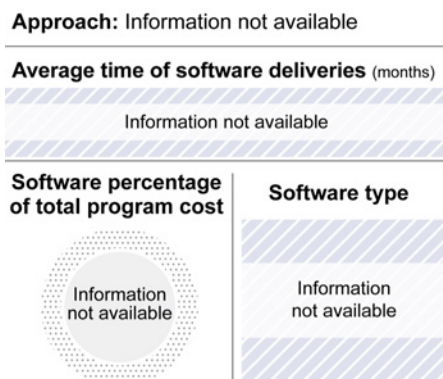 Approach: Information not available
Average time of software deliveries (months)
Information not available
Software percentage
of total program cost
Information
not available
Software type
Information
not available